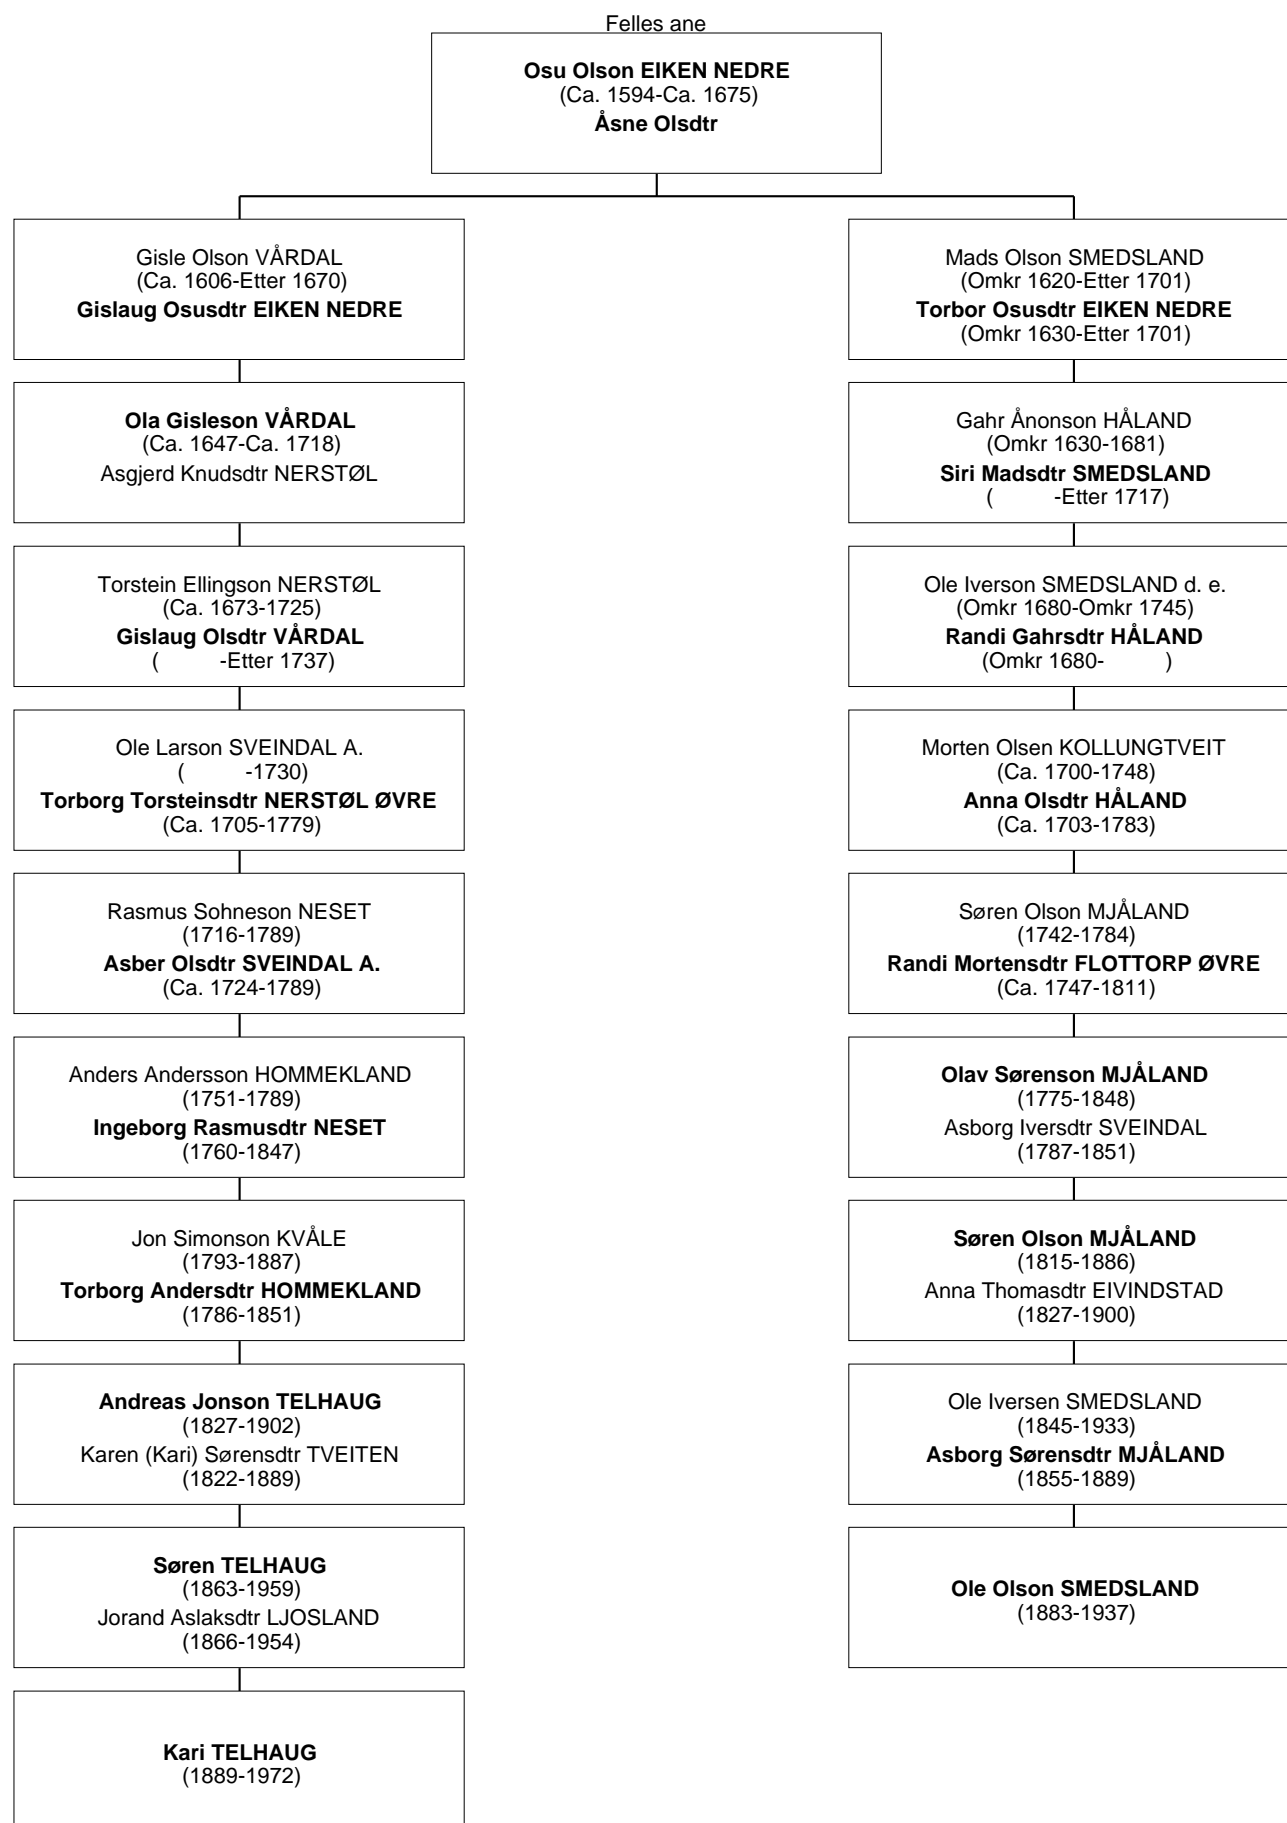 Felles ane
Osu Olson EIKEN NEDRE
(Ca. 1594-Ca. 1675)
Åsne Olsdtr
Gisle Olson VÅRDAL
(Ca. 1606-Etter 1670)
Gislaug Osusdtr EIKEN NEDRE
Mads Olson SMEDSLAND
(Omkr 1620-Etter 1701)
Torbor Osusdtr EIKEN NEDRE
(Omkr 1630-Etter 1701)
Ola Gisleson VÅRDAL
(Ca. 1647-Ca. 1718)
Asgjerd Knudsdtr NERSTØL
Gahr Ånonson HÅLAND
(Omkr 1630-1681)
Siri Madsdtr SMEDSLAND
(          -Etter 1717)
Torstein Ellingson NERSTØL
(Ca. 1673-1725)
Gislaug Olsdtr VÅRDAL
(          -Etter 1737)
Ole Iverson SMEDSLAND d. e.
(Omkr 1680-Omkr 1745)
Randi Gahrsdtr HÅLAND
(Omkr 1680-          )
Ole Larson SVEINDAL A.
(          -1730)
Torborg Torsteinsdtr NERSTØL ØVRE
(Ca. 1705-1779)
Morten Olsen KOLLUNGTVEIT
(Ca. 1700-1748)
Anna Olsdtr HÅLAND
(Ca. 1703-1783)
Rasmus Sohneson NESET
(1716-1789)
Asber Olsdtr SVEINDAL A.
(Ca. 1724-1789)
Søren Olson MJÅLAND
(1742-1784)
Randi Mortensdtr FLOTTORP ØVRE
(Ca. 1747-1811)
Anders Andersson HOMMEKLAND
(1751-1789)
Ingeborg Rasmusdtr NESET
(1760-1847)
Olav Sørenson MJÅLAND
(1775-1848)
Asborg Iversdtr SVEINDAL
(1787-1851)
Jon Simonson KVÅLE
(1793-1887)
Torborg Andersdtr HOMMEKLAND
(1786-1851)
Søren Olson MJÅLAND
(1815-1886)
Anna Thomasdtr EIVINDSTAD
(1827-1900)
Andreas Jonson TELHAUG
(1827-1902)
Karen (Kari) Sørensdtr TVEITEN
(1822-1889)
Ole Iversen SMEDSLAND
(1845-1933)
Asborg Sørensdtr MJÅLAND
(1855-1889)
Søren TELHAUG
(1863-1959)
Jorand Aslaksdtr LJOSLAND
(1866-1954)
Ole Olson SMEDSLAND
(1883-1937)
Kari TELHAUG
(1889-1972)